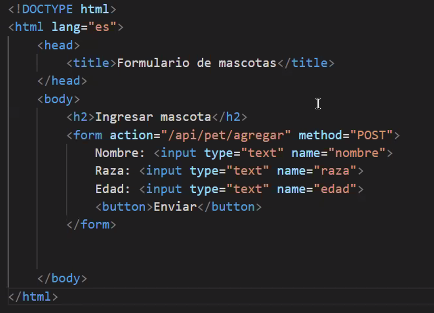 <!DOCTYPE html>
<html lang="es">
<head>
<title>Formulario de mascotas</title>
</head>
<body>
<h2>Ingresar mascota</h2>
<form action="/api/pet/agregar" method="POST">
Nombre: <input type="text" name="nombre">
Raza: <input type="text" name="raza">
Edad: <input type="text" name="edad">
<button>Enviar</button>
</form>
</body>
</html>